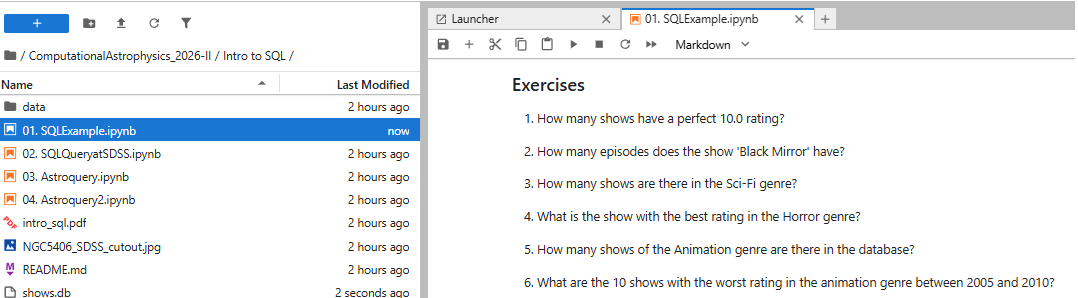 Launcher
01. SQLExample.ipynb
Markdown
/ ComputationalAstrophysics_2026-II / Intro to SQL /
Name Last Modified
data 2 hours ago
01. SQLExample.ipynb now
02. SQLQueryatSDSS.ipynb 2 hours ago
03. Astroquery.ipynb 2 hours ago
04. Astroquery2.ipynb 2 hours ago
intro_sql.pdf 2 hours ago
NGC5406_SDSS_cutout.jpg 2 hours ago
README.md 2 hours ago
shows.db 2 seconds ago
Exercises
1. How many shows have a perfect 10.0 rating?
2. How many episodes does the show 'Black Mirror' have?
3. How many shows are there in the Sci-Fi genre?
4. What is the show with the best rating in the Horror genre?
5. How many shows of the Animation genre are there in the database?
6. What are the 10 shows with the worst rating in the animation genre between 2005 and 2010?